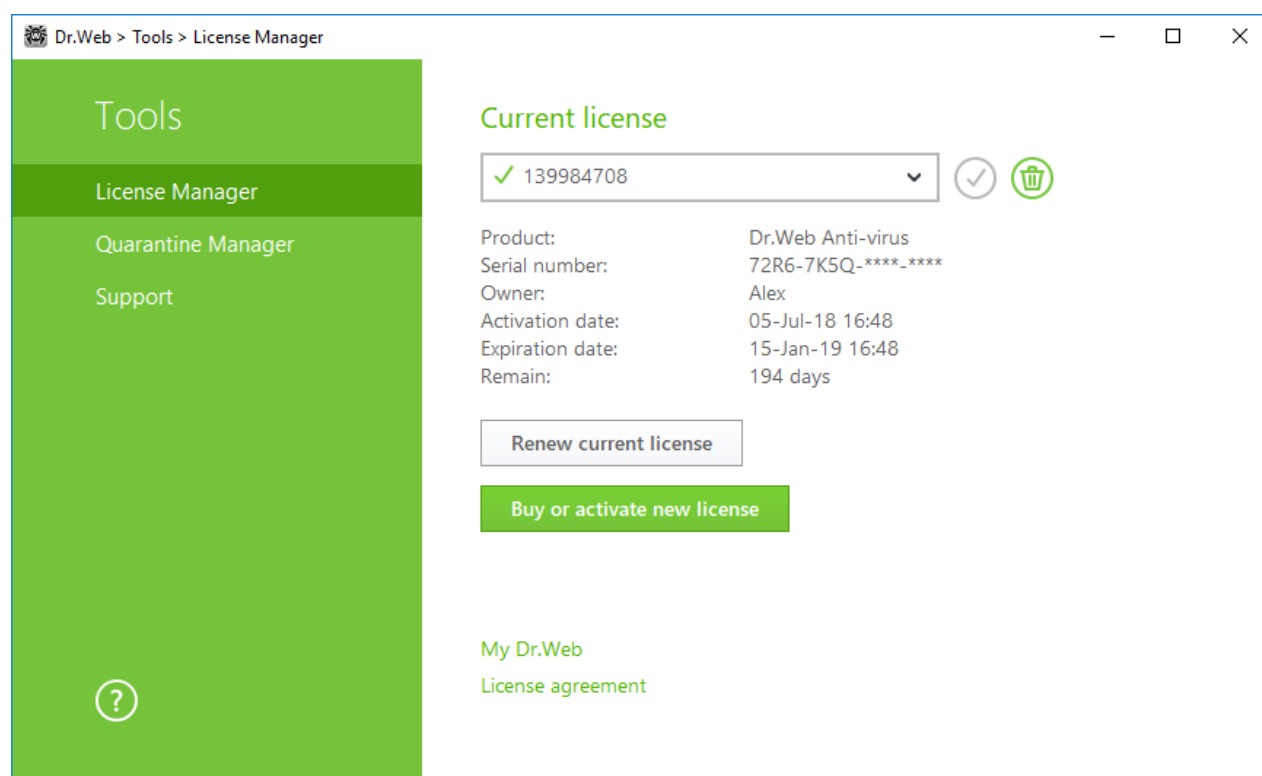 Dr.Web > Tools > License Manager
Tools
License Manager
Quarantine Manager
Support
?
Current license
139984708
Product: Dr.Web Anti-virus
Serial number: 72R6-7K5Q-****-****
Owner: Alex
Activation date: 05-Jul-18 16:48
Expiration date: 15-Jan-19 16:48
Remain: 194 days
Renew current license
Buy or activate new license
My Dr.Web
License agreement